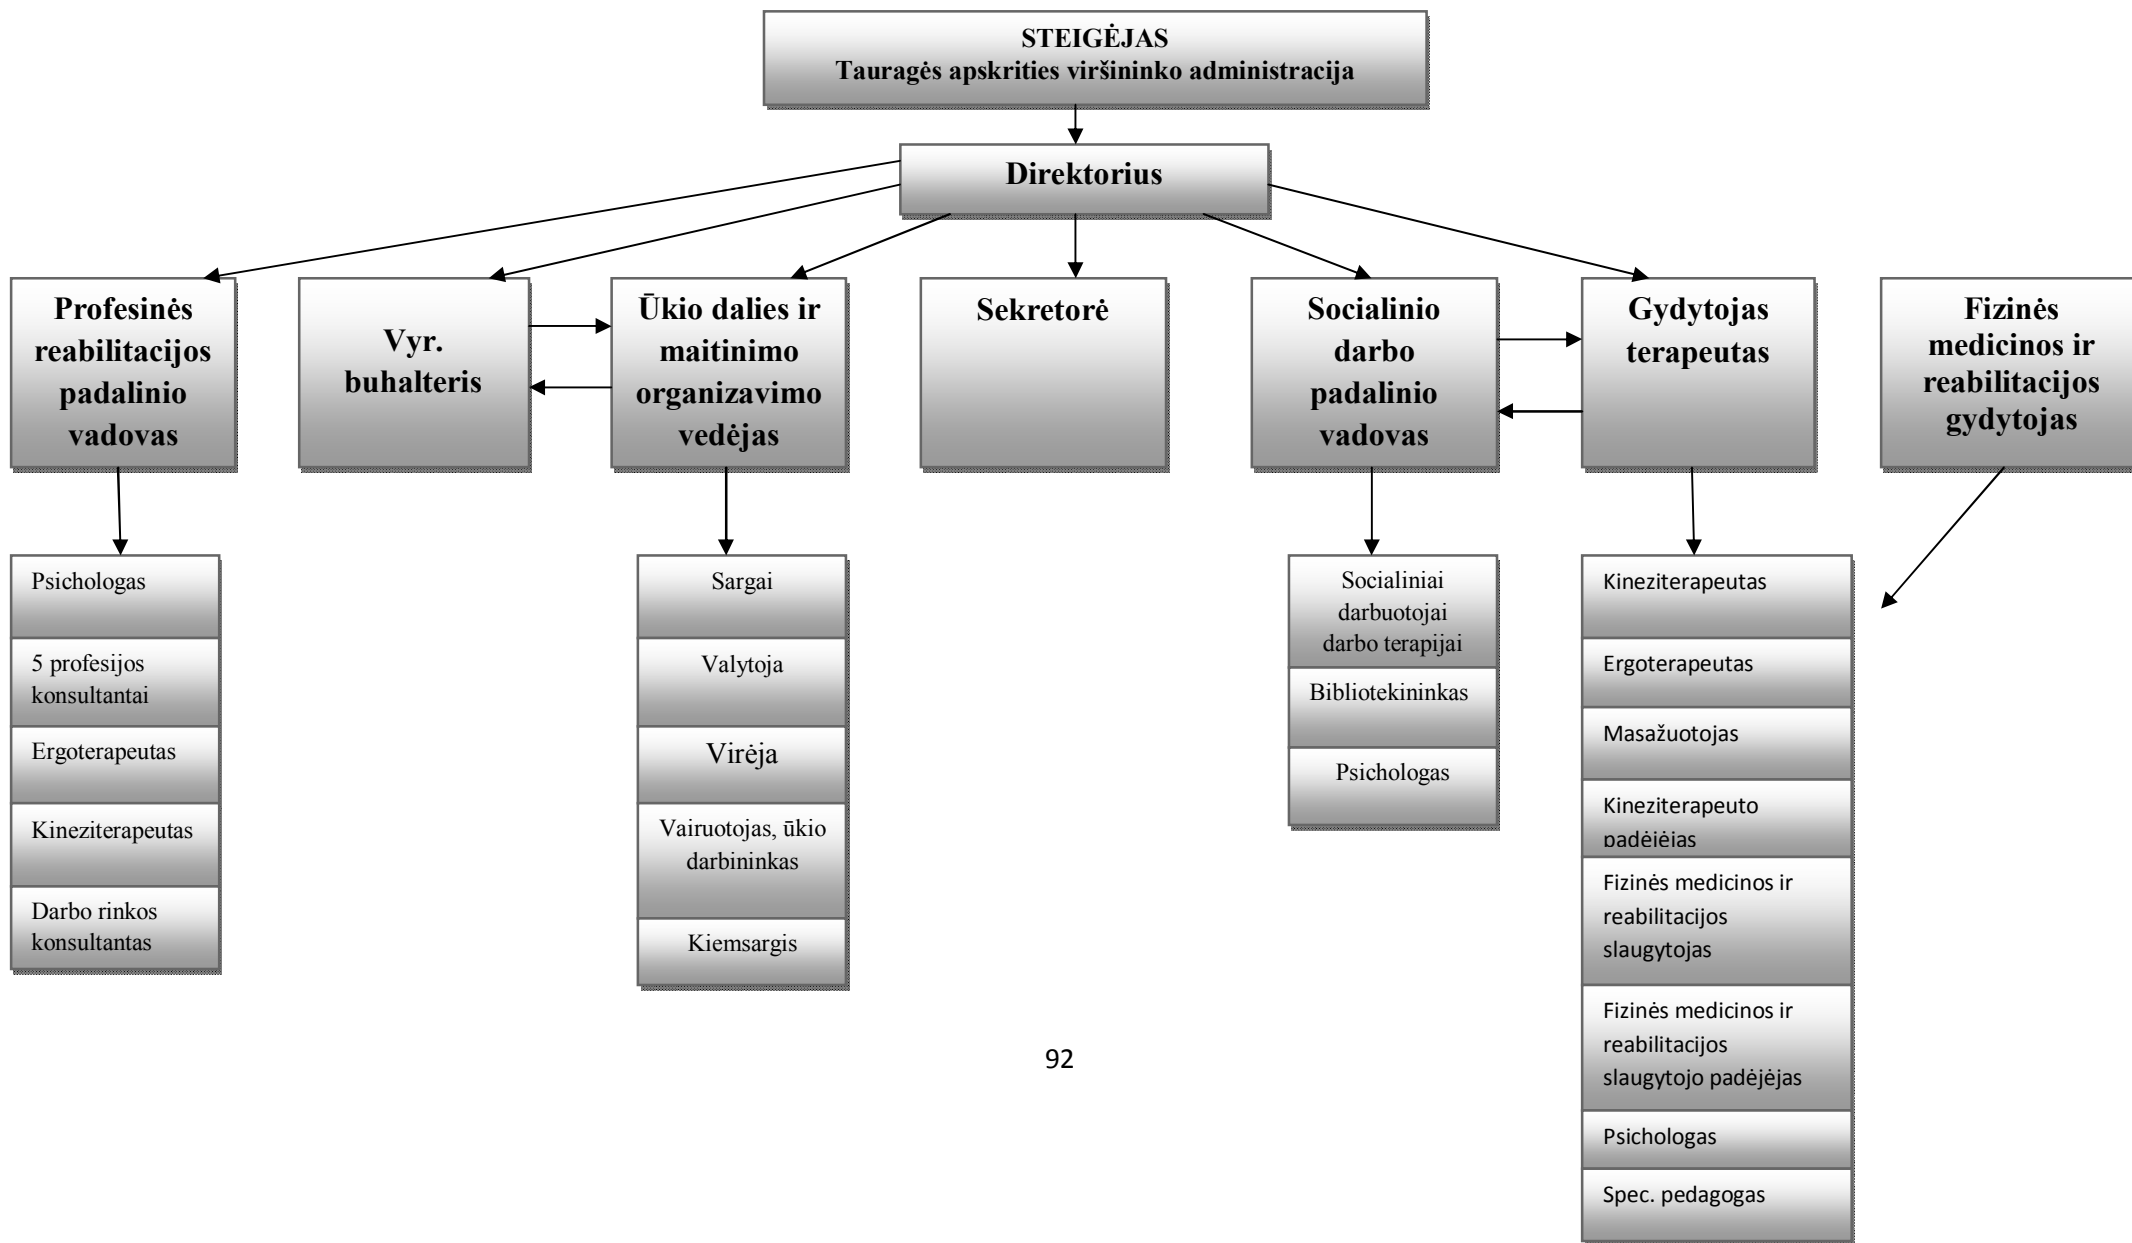 STEIGĖJAS
Tauragės apskrities viršininko administracija
Direktorius
Profesinės
reabilitacijos
padalinio
vadovas
Vyr.
buhalteris
Ūkio dalies ir
maitinimo
organizavimo
vedėjas
Sekretorė
Socialinio
darbo
padalinio
vadovas
Gydytojas
terapeutas
Fizinės
medicinos ir
reabilitacijos
gydytojas
Psichologas
5 profesijos
konsultantai
Ergoterapeutas
Kineziterapeutas
Darbo rinkos
konsultantas
Sargai
Valytoja
Virėja
Vairuotojas, ūkio
darbininkas
Kiemsargis
Socialiniai
darbuotojai
darbo terapijai
Bibliotekininkas
Psichologas
Kineziterapeutas
Ergoterapeutas
Masažuotojas
Kineziterapeuto
padėjėjas
Fizinės medicinos ir
reabilitacijos
slaugytojas
Fizinės medicinos ir
reabilitacijos
slaugytojo padėjėjas
Psichologas
Spec. pedagogas
92